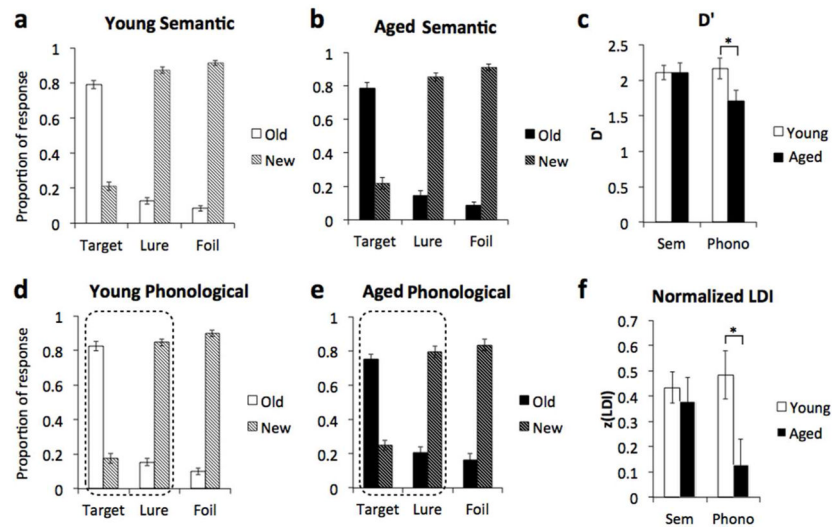 a
Young Semantic
Proportion of response
1
0.8
0.6
0.4
0.2
0
Target Lure Foil
Old
New
b
Aged Semantic
1
0.8
0.6
0.4
0.2
0
Target Lure Foil
Old
New
c
D'
D'
2.5
2
1.5
1
0.5
0
*
Sem Phono
Young
Aged
d
Young Phonological
Proportion of response
1
0.8
0.6
0.4
0.2
0
Target Lure Foil
Old
New
e
Aged Phonological
1
0.8
0.6
0.4
0.2
0
Target Lure Foil
Old
New
f
Normalized LDI
z(LDI)
0.7
0.6
0.5
0.4
0.3
0.2
0.1
0
*
Sem Phono
Young
Aged